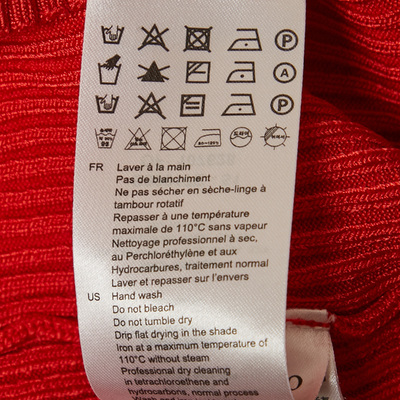 P
A
P
FR Laver à la main
Pas de blanchiment
Ne pas sécher en sèche-linge à
tambour rotatif
Repasser à une température
maximale de 110°C sans vapeur
Nettoyage professionnel à sec,
au Perchloréthylène et aux
Hydrocarbures, traitement normal
Laver et repasser sur l'envers
US Hand wash
Do not bleach
Do not tumble dry
Drip flat drying in the shade
Iron at a maximum temperature of
110°C without steam
Professional dry cleaning
in tetrachloroethene and
hydrocarbons, normal process